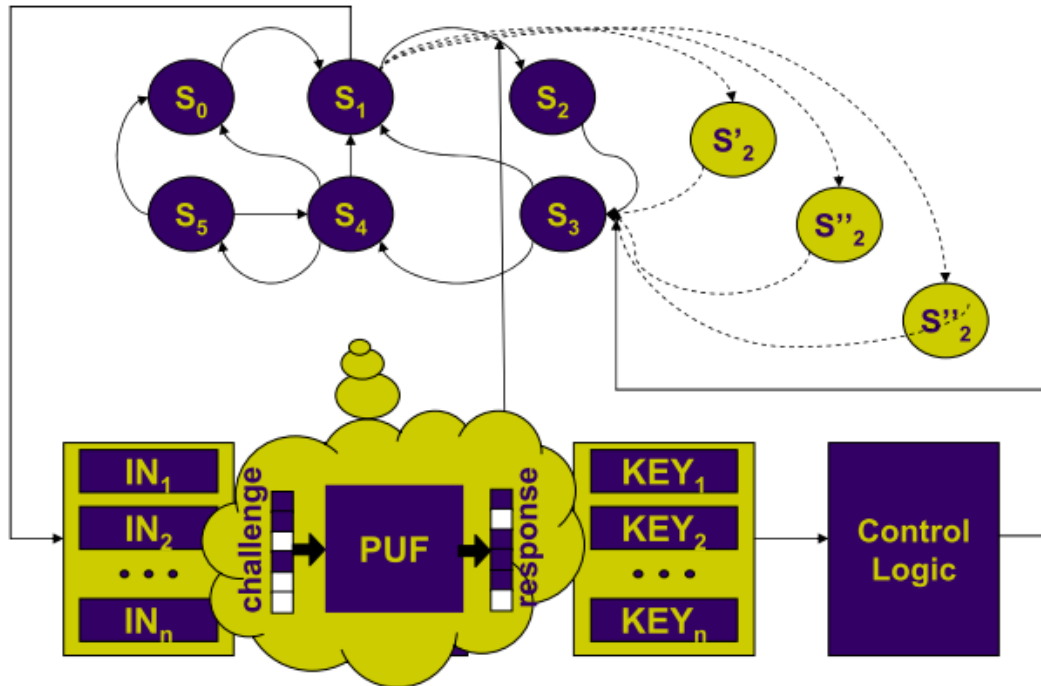 S0
S1
S2
S'2
S5
S4
S3
S''2
S'''2
IN1
IN2
• • •
INn
challenge
PUF
response
KEY1
KEY2
• • •
KEYn
Control
Logic